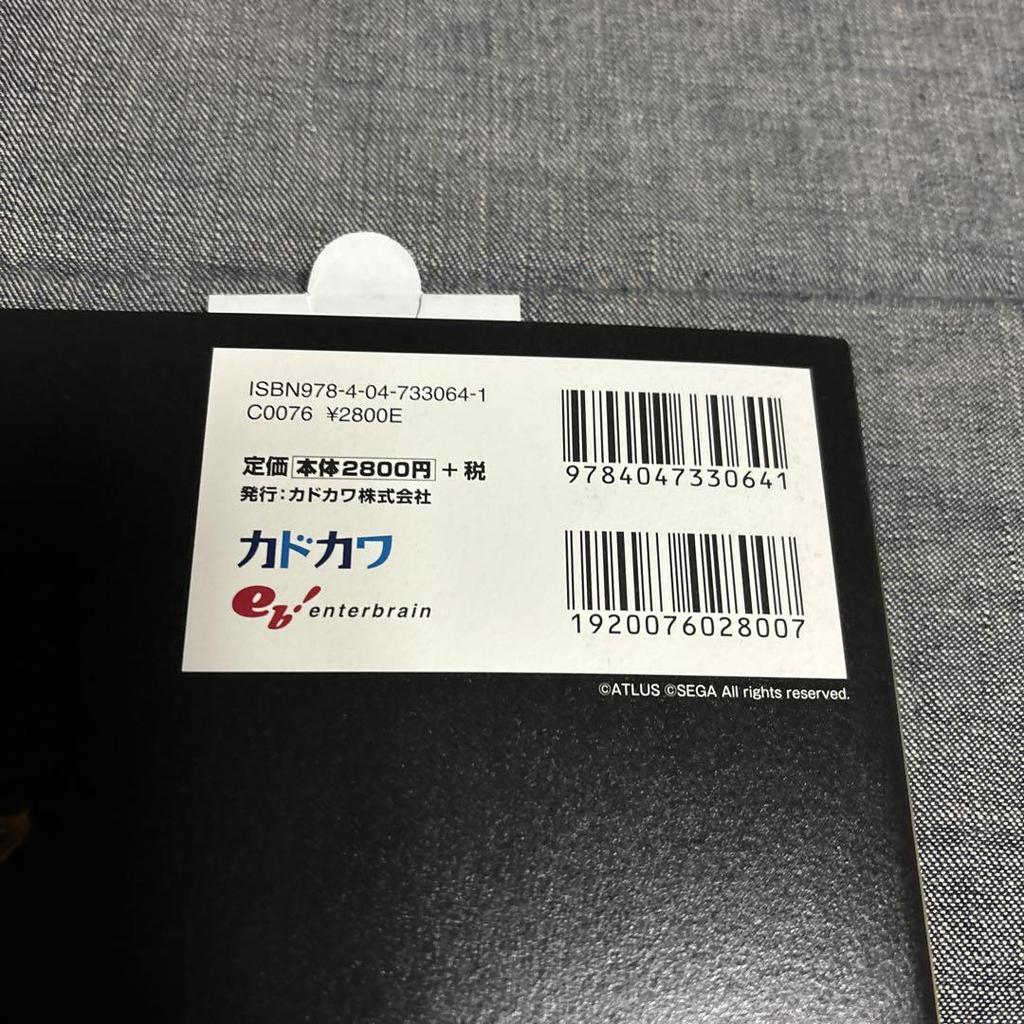 ISBN978-4-04-733064-1
C0076 ¥2800E
定価 本体2800円 + 税
発行：カドカワ株式会社
カドカワ
eb! enterbrain
9784047330641
1920076028007
©ATLUS ©SEGA All rights reserved.